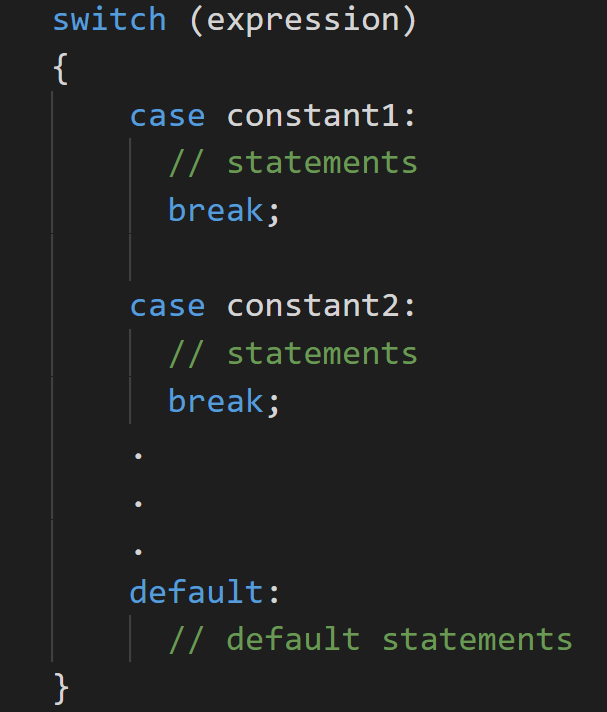 switch (expression)
{
case constant1:
// statements
break;
case constant2:
// statements
break;
.
.
.
default:
// default statements
}